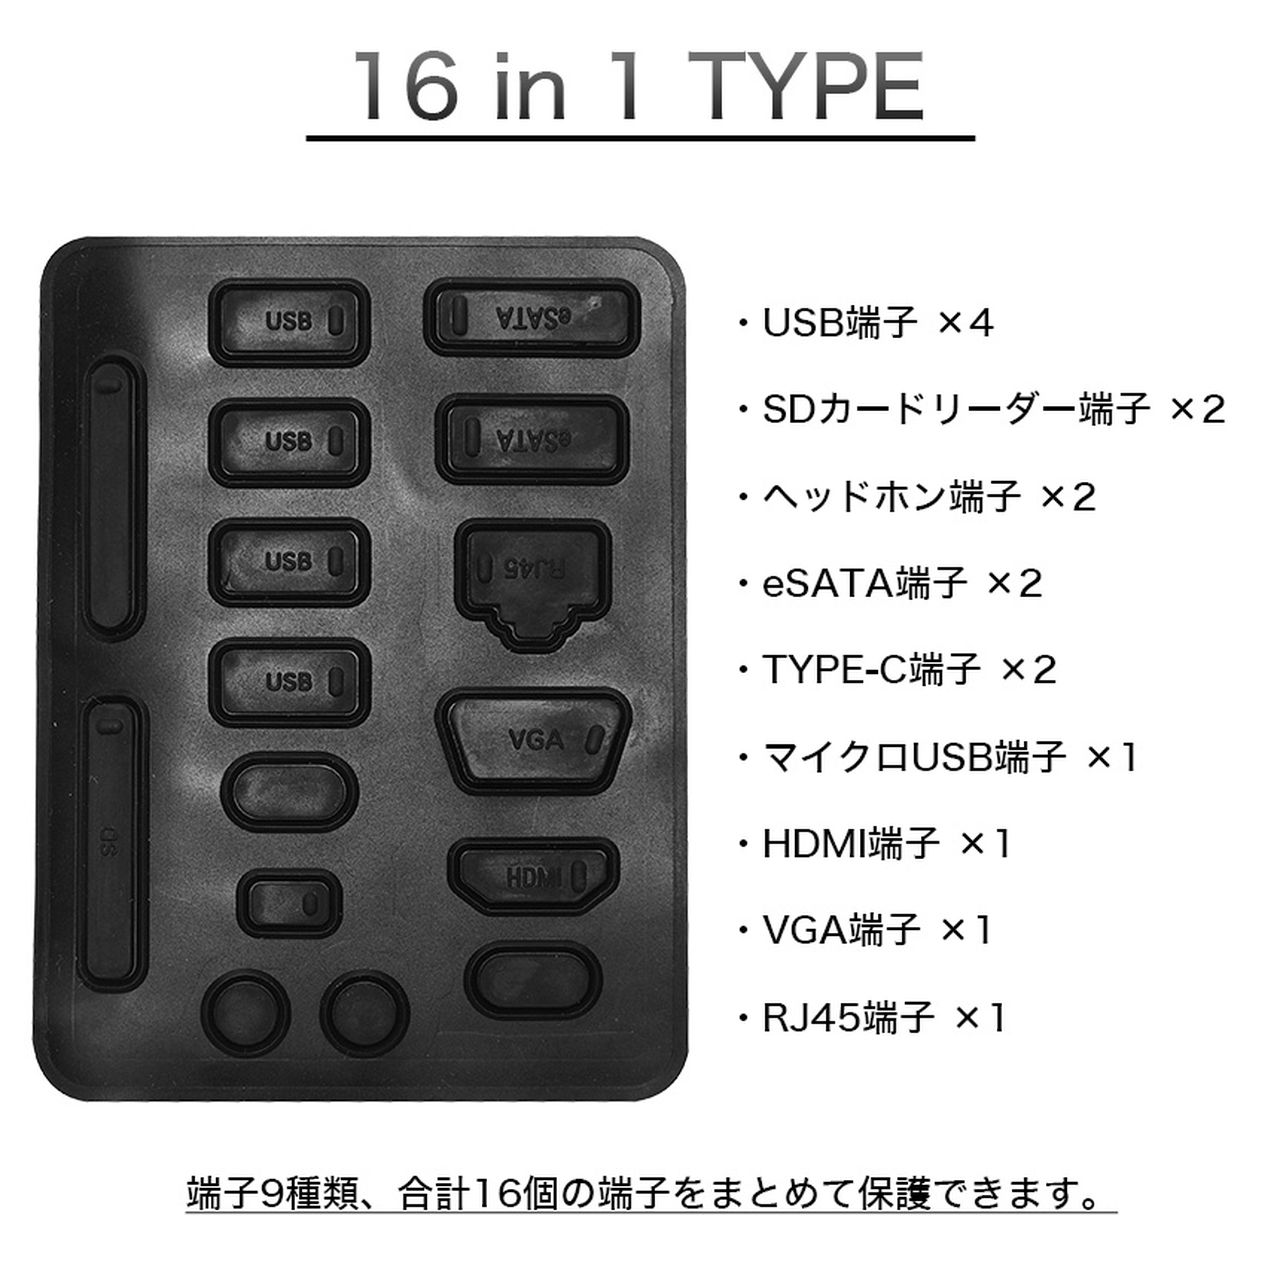 16 in 1 TYPE
USB
eSATA
USB
eSATA
USB
RJ45
USB
VGA
SD
HDMI
・USB端子 ×4
・SDカードリーダー端子 ×2
・ヘッドホン端子 ×2
・eSATA端子 ×2
・TYPE-C端子 ×2
・マイクロUSB端子 ×1
・HDMI端子 ×1
・VGA端子 ×1
・RJ45端子 ×1
端子9種類、合計16個の端子をまとめて保護できます。